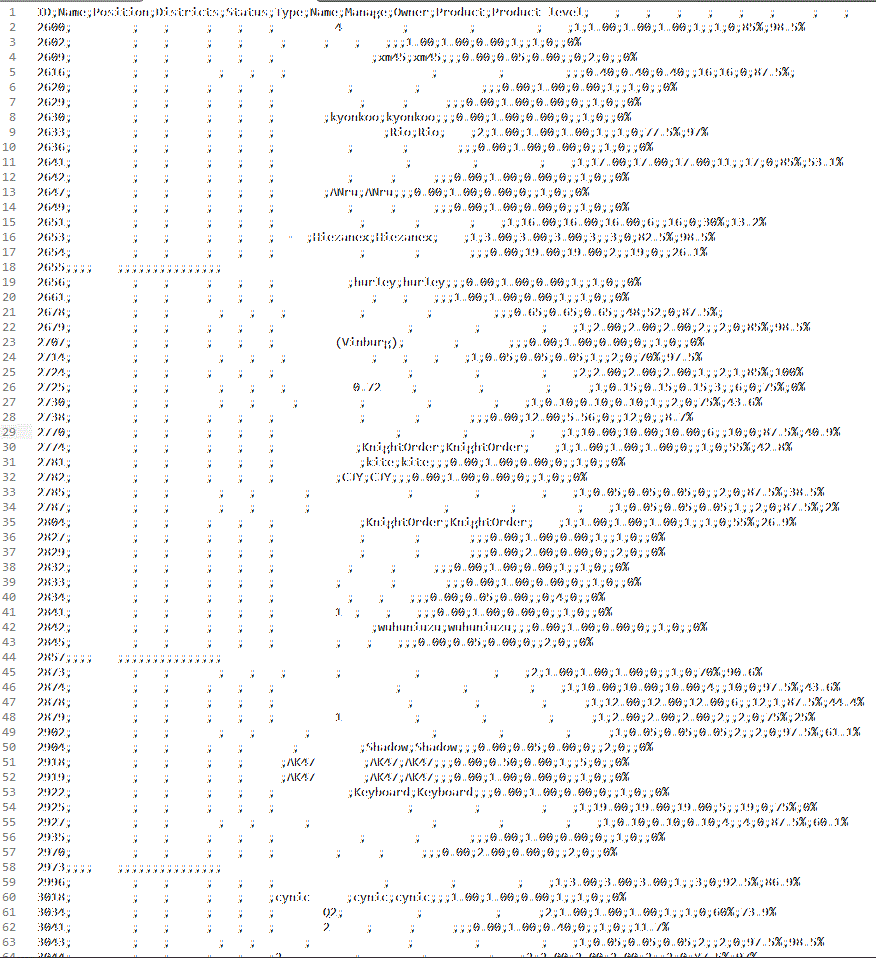 1 ID;Name;Position;Districts;Status;Type;Name;Manage;Owner;Product;Product level; ; ; ; ; ; ; ; ;
2 2600; ; ; ; ; ; 4 ; ; ;1;1.00;1.00;1.00;1;;1;0;85%;98.5%
3 2602; ; ; ; ; ; ; ; ;;;1.00;1.00;0.00;1;;1;0;;0%
4 2609; ; ; ; ; ; ;xm45;xm45;;;0.00;0.05;0.00;;0;2;0;;0%
5 2616; ; ; ; ; ; ; ; ;;;0.40;0.40;0.40;;16;16;0;87.5%;
6 2620; ; ; ; ; ; ; ; ;;;0.00;1.00;0.00;1;;1;0;;0%
7 2629; ; ; ; ; ; ; ; ;;;0.00;1.00;0.00;0;;1;0;;0%
8 2630; ; ; ; ; ; ;kyonkoo;kyonkoo;;;0.00;1.00;0.00;0;;1;0;;0%
9 2633; ; ; ; ; ; ;Rio;Rio; ;2;1.00;1.00;1.00;1;;1;0;77.5%;97%
10 2636; ; ; ; ; ; ; ; ;;;0.00;1.00;0.00;0;;1;0;;0%
11 2641; ; ; ; ; ; ; ; ; ;1;17.00;17.00;17.00;11;;17;0;85%;53.1%
12 2642; ; ; ; ; ; ; ; ;;;0.00;1.00;0.00;0;;1;0;;0%
13 2647; ; ; ; ; ; ;ANru;ANru;;;0.00;1.00;0.00;0;;1;0;;0%
14 2649; ; ; ; ; ; ; ; ;;;0.00;1.00;0.00;0;;1;0;;0%
15 2651; ; ; ; ; ; ; ; ; ;1;16.00;16.00;16.00;6;;16;0;30%;13.2%
16 2653; ; ; ; ; ; ; ;1;3.00;3.00;3.00;3;;3;0;82.5%;98.5%
17 2654; ; ; ; ; ; ; ; ;;;0.00;19.00;19.00;2;;19;0;;26.1%
18 2655;;;; ;;;;;;;;;;;;;;;
19 2656; ; ; ; ; ; ;hurley;hurley;;;0.00;1.00;0.00;1;;1;0;;0%
20 2661; ; ; ; ; ; ; ; ;;;1.00;1.00;0.00;1;;1;0;;0%
21 2678; ; ; ; ; ; ; ; ;;;0.65;0.65;0.65;;48;52;0;87.5%;
22 2679; ; ; ; ; ; ; ; ; ;1;2.00;2.00;2.00;2;;2;0;85%;98.5%
23 2707; ; ; ; ; ; (Vinburg); ; ;;;0.00;1.00;0.00;0;;1;0;;0%
24 2714; ; ; ; ; ; ; ; ; ;1;0.05;0.05;0.05;1;;2;0;70%;97.5%
25 2724; ; ; ; ; ; ; ; ; ;2;2.00;2.00;2.00;1;;2;1;85%;100%
26 2725; ; ; ; ; ; 0.72 ; ; ; ;1;0.15;0.15;0.15;3;;6;0;75%;0%
27 2730; ; ; ; ; ; ; ; ; ;1;0.10;0.10;0.10;1;;2;0;75%;43.6%
28 2738; ; ; ; ; ; ; ; ;;;0.00;12.00;5.56;0;;12;0;;8.7%
29 2770; ; ; ; ; ; ; ; ; ;1;10.00;10.00;10.00;6;;10;0;87.5%;40.9%
30 2774; ; ; ; ; ; ;KnightOrder;KnightOrder; ;1;1.00;1.00;1.00;0;;1;0;55%;42.8%
31 2781; ; ; ; ; ; ;kite;kite;;;0.00;1.00;0.00;0;;1;0;;0%
32 2782; ; ; ; ; ; ;CJY;CJY;;;0.00;1.00;0.00;0;;1;0;;0%
33 2785; ; ; ; ; ; ; ; ; ;1;0.05;0.05;0.05;0;;2;0;87.5%;38.5%
34 2787; ; ; ; ; ; ; ; ; ;1;0.05;0.05;0.05;1;;2;0;87.5%;2%
35 2804; ; ; ; ; ; ;KnightOrder;KnightOrder; ;1;1.00;1.00;1.00;1;;1;0;55%;26.9%
36 2827; ; ; ; ; ; ; ; ;;;0.00;1.00;0.00;1;;1;0;;0%
37 2829; ; ; ; ; ; ; ; ;;;0.00;2.00;0.00;0;;2;0;;0%
38 2832; ; ; ; ; ; ; ; ;;;0.00;1.00;0.00;1;;1;0;;0%
39 2833; ; ; ; ; ; ; ; ;;;0.00;1.00;0.00;0;;1;0;;0%
40 2834; ; ; ; ; ; ; ; ;;;0.00;0.05;0.00;;0;4;0;;0%
41 2841; ; ; ; ; ; 1 ; ; ;;;0.00;1.00;0.00;0;;1;0;;0%
42 2842; ; ; ; ; ; ;wuhuniuzu;wuhuniuzu;;;0.00;1.00;0.00;0;;1;0;;0%
43 2845; ; ; ; ; ; ; ; ;;;0.00;0.05;0.00;0;;2;0;;0%
44 2857;;;; ;;;;;;;;;;;;;;;
45 2873; ; ; ; ; ; ; ; ; ;2;1.00;1.00;1.00;0;;1;0;70%;90.6%
46 2874; ; ; ; ; ; ; ; ; ;1;10.00;10.00;10.00;4;;10;0;97.5%;43.6%
47 2878; ; ; ; ; ; ; ; ; ;1;12.00;12.00;12.00;6;;12;1;87.5%;44.4%
48 2879; ; ; ; ; ; 1 ; ; ; ;1;2.00;2.00;2.00;2;;2;0;75%;25%
49 2902; ; ; ; ; ; ; ; ; ;1;0.05;0.05;0.05;2;;2;0;97.5%;61.1%
50 2904; ; ; ; ; ; ;Shadow;Shadow;;;0.00;0.05;0.00;0;;2;0;;0%
51 2918; ; ; ; ; ;AK47 ;AK47;AK47;;;0.00;0.50;0.00;1;;5;0;;0%
52 2919; ; ; ; ; ;AK47 ;AK47;AK47;;;0.00;1.00;0.00;0;;1;0;;0%
53 2922; ; ; ; ; ; ;Keyboard;Keyboard;;;0.00;1.00;0.00;0;;1;0;;0%
54 2925; ; ; ; ; ; ; ; ; ;1;19.00;19.00;19.00;5;;19;0;75%;0%
55 2927; ; ; ; ; ; ; ; ; ;1;0.10;0.10;0.10;4;;4;0;87.5%;60.1%
56 2935; ; ; ; ; ; ; ; ;;;0.00;1.00;0.00;0;;1;0;;0%
57 2970; ; ; ; ; ; ; ; ;;;0.00;2.00;0.00;0;;2;0;;0%
58 2973;;;; ;;;;;;;;;;;;;;;
59 2996; ; ; ; ; ; ; ; ; ;1;3.00;3.00;3.00;1;;3;0;92.5%;86.9%
60 3018; ; ; ; ; ;cynic ;cynic;cynic;;;1.00;1.00;0.00;1;;1;0;;0%
61 3034; ; ; ; ; ; Q2; ; ; ;2;1.00;1.00;1.00;1;;1;0;60%;73.9%
62 3041; ; ; ; ; ; 2 ; ; ;;;0.00;1.00;0.40;0;;1;0;;11.7%
63 3043; ; ; ; ; ; ; ; ; ;1;0.05;0.05;0.05;2;;2;0;97.5%;98.5%